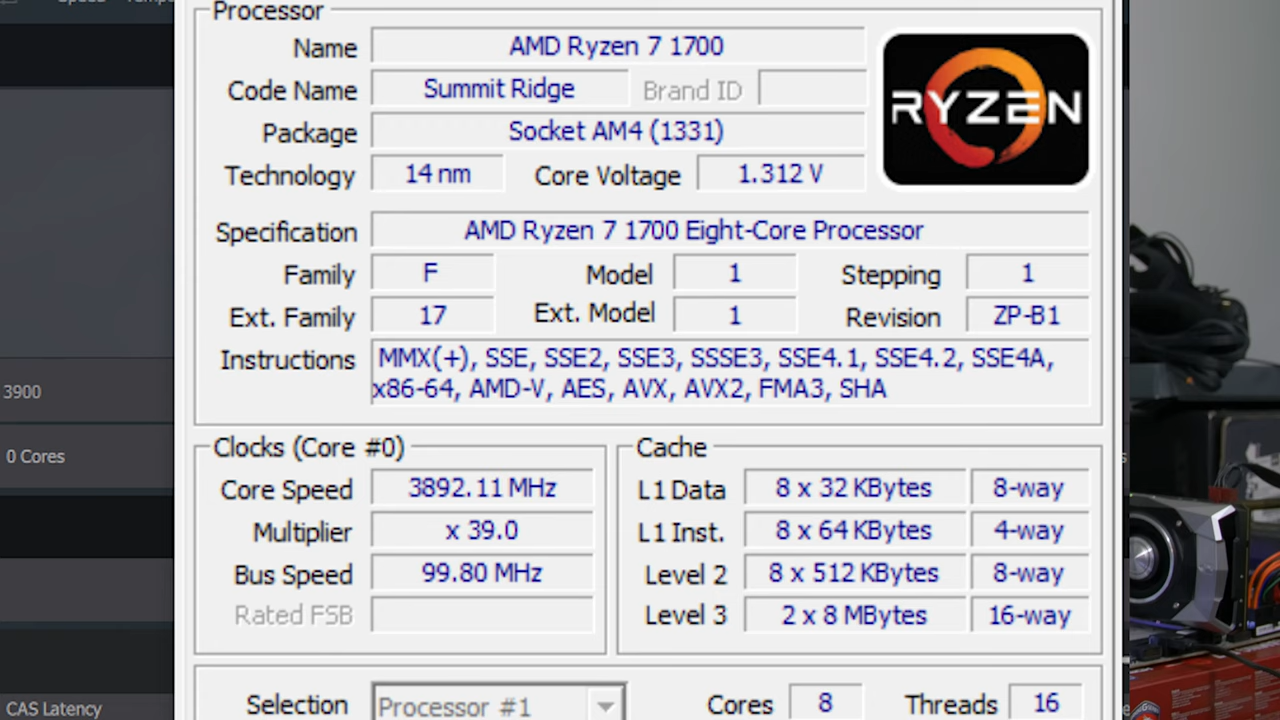 Processor
Name AMD Ryzen 7 1700
Code Name Summit Ridge Brand ID
Package Socket AM4 (1331)
Technology 14 nm Core Voltage 1.312 V
RYZEN
Specification AMD Ryzen 7 1700 Eight-Core Processor
Family F Model 1 Stepping 1
Ext. Family 17 Ext. Model 1 Revision ZP-B1
Instructions MMX(+), SSE, SSE2, SSE3, SSSE3, SSE4.1, SSE4.2, SSE4A,
x86-64, AMD-V, AES, AVX, AVX2, FMA3, SHA
3900
0 Cores
CAS Latency
Clocks (Core #0)
Core Speed 3892.11 MHz
Multiplier x 39.0
Bus Speed 99.80 MHz
Rated FSB
Cache
L1 Data 8 x 32 KBytes 8-way
L1 Inst. 8 x 64 KBytes 4-way
Level 2 8 x 512 KBytes 8-way
Level 3 2 x 8 MBytes 16-way
Selection Processor #1 Cores 8 Threads 16